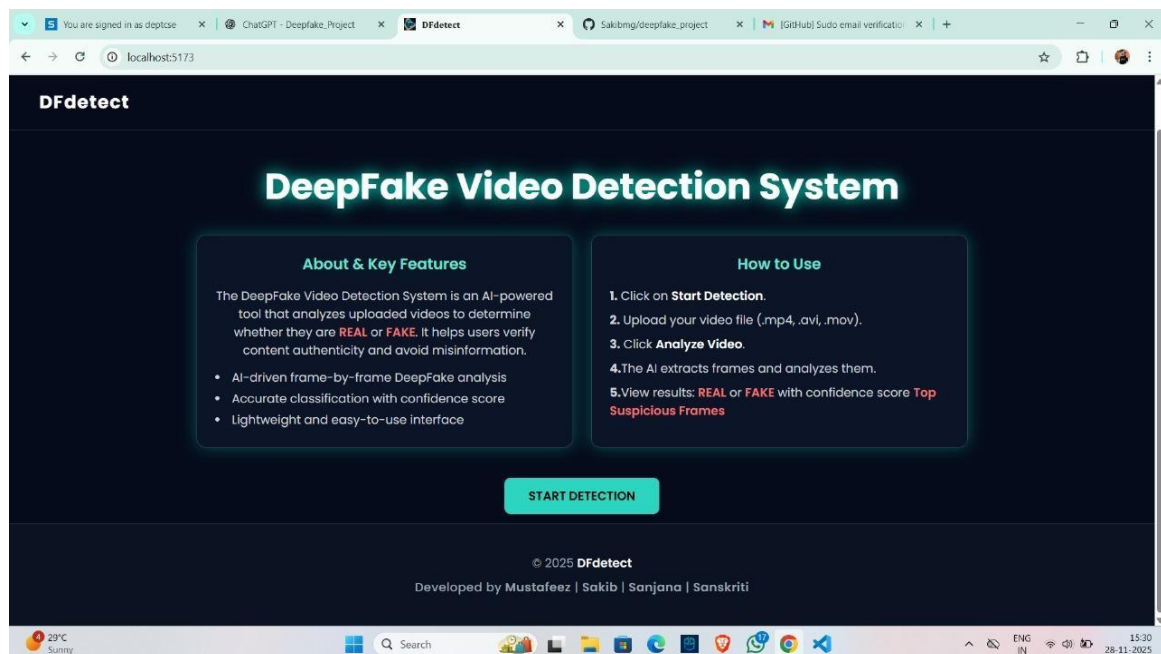 You are signed in as deptcse
ChatGPT - Deepfake_Project
DFdetect
Sakibmg/deepfake_project
[GitHub] Sudo email verificatio
localhost:5173
DFdetect
DeepFake Video Detection System
About & Key Features
The DeepFake Video Detection System is an AI-powered
tool that analyzes uploaded videos to determine
whether they are REAL or FAKE. It helps users verify
content authenticity and avoid misinformation.
• AI-driven frame-by-frame DeepFake analysis
• Accurate classification with confidence score
• Lightweight and easy-to-use interface
How to Use
1. Click on Start Detection.
2. Upload your video file (.mp4, .avi, .mov).
3. Click Analyze Video.
4.The AI extracts frames and analyzes them.
5.View results: REAL or FAKE with confidence score Top
Suspicious Frames
START DETECTION
© 2025 DFdetect
Developed by Mustafeez | Sakib | Sanjana | Sanskriti
4
29°C
Sunny
Search
17
ENG
IN
15:30
28-11-2025